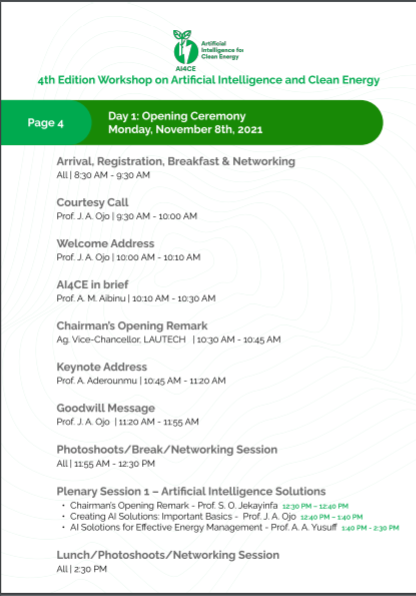 Artificial
Intelligence for
Clean Energy
AI4CE
4th Edition Workshop on Artificial Intelligence and Clean Energy
Page 4
Day 1: Opening Ceremony
Monday, November 8th, 2021
Arrival, Registration, Breakfast & Networking
All | 8:30 AM - 9:30 AM
Courtesy Call
Prof. J. A. Ojo | 9:30 AM - 10:00 AM
Welcome Address
Prof. J. A. Ojo | 10:00 AM - 10:10 AM
AI4CE in brief
Prof. A. M. Aibinu | 10:10 AM - 10:30 AM
Chairman's Opening Remark
Ag. Vice-Chancellor, LAUTECH | 10:30 AM - 10:45 AM
Keynote Address
Prof. A. Aderounmu | 10:45 AM - 11:20 AM
Goodwill Message
Prof. J. A. Ojo | 11:20 AM - 11:55 AM
Photoshoots/Break/Networking Session
All | 11:55 AM - 12:30 PM
Plenary Session 1 – Artificial Intelligence Solutions
• Chairman's Opening Remark - Prof. S. O. Jekayinfa 12:30 PM – 12:40 PM
• Creating AI Solutions: Important Basics - Prof. J. A. Ojo 12:40 PM – 1:40 PM
• AI Solotions for Effective Energy Management - Prof. A. A. Yusuff 1:40 PM - 2:30 PM
Lunch/Photoshoots/Networking Session
All | 2:30 PM